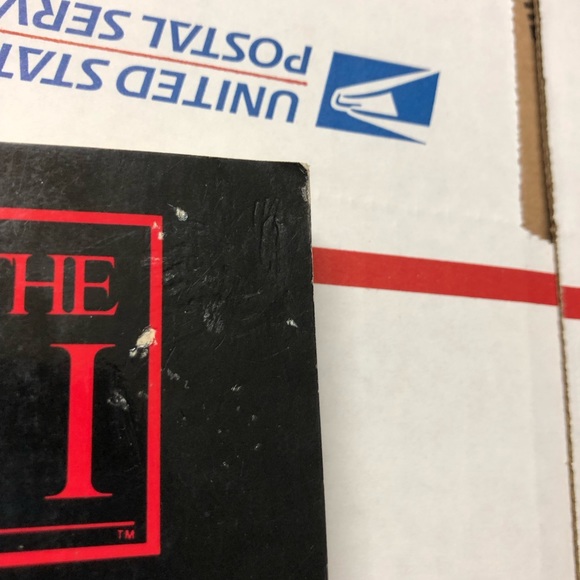 UNITED STAT
POSTAL SERV
THE
I
TM